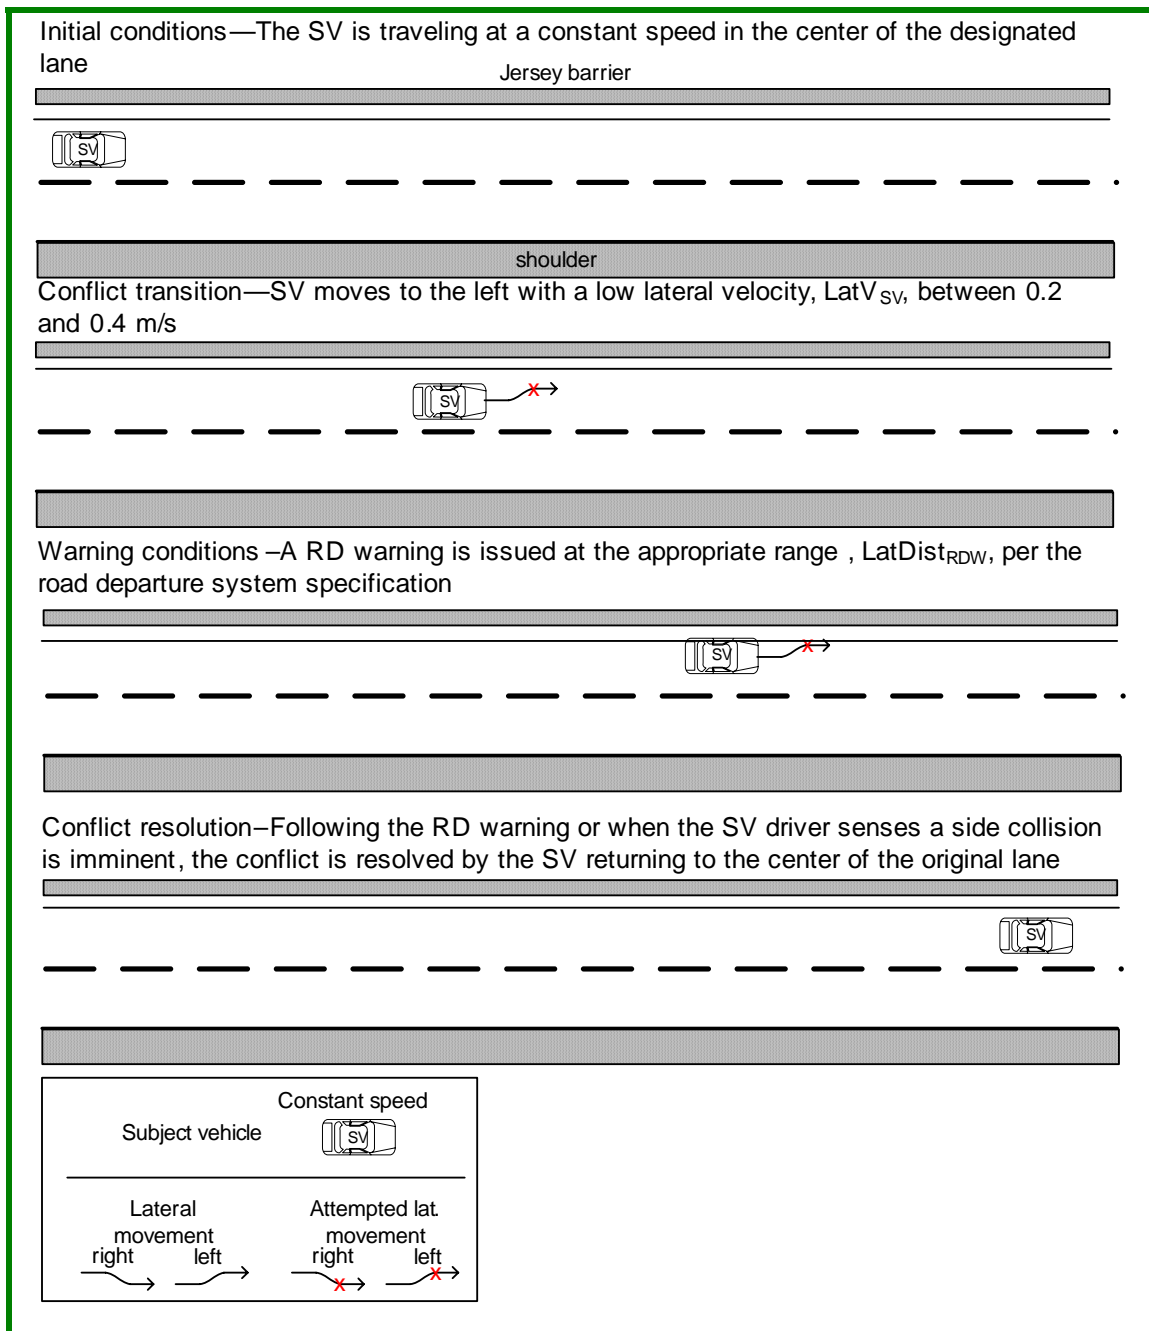 Initial conditions—The SV is traveling at a constant speed in the center of the designated
lane
Jersey barrier
SV
shoulder
Conflict transition—SV moves to the left with a low lateral velocity, LatVSV, between 0.2
and 0.4 m/s
SV
x
Warning conditions –A RD warning is issued at the appropriate range , LatDistRDW, per the
road departure system specification
SV
x
Conflict resolution–Following the RD warning or when the SV driver senses a side collision
is imminent, the conflict is resolved by the SV returning to the center of the original lane
SV
Constant speed
Subject vehicle
SV
Lateral
movement
right left
Attempted lat.
movement
right left
x x